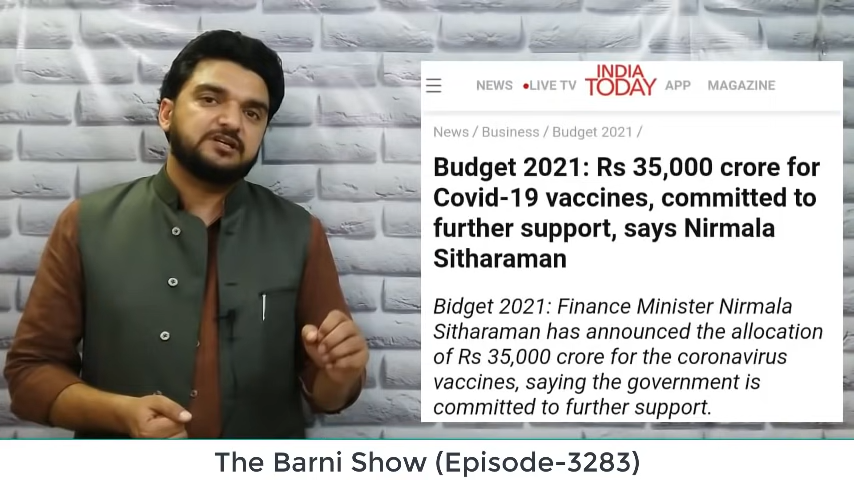 INDIA
NEWS •LIVE TV TODAY APP MAGAZINE
News / Business / Budget 2021 /
Budget 2021: Rs 35,000 crore for
Covid-19 vaccines, committed to
further support, says Nirmala
Sitharaman
Bidget 2021: Finance Minister Nirmala
Sitharaman has announced the allocation
of Rs 35,000 crore for the coronavirus
vaccines, saying the government is
committed to further support.
The Barni Show (Episode-3283)